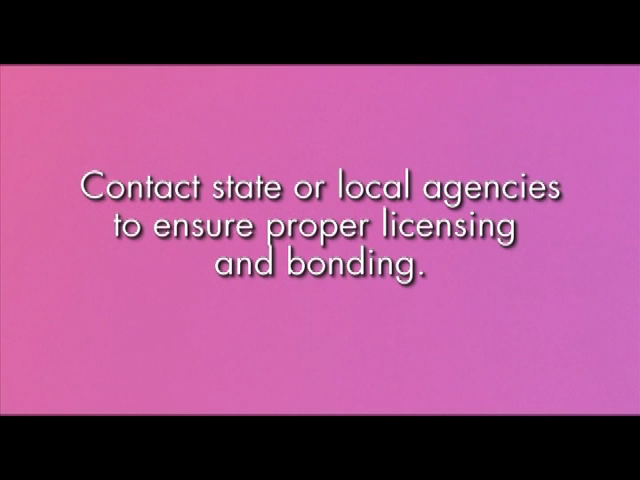 Contact state or local agencies
to ensure proper licensing
and bonding.